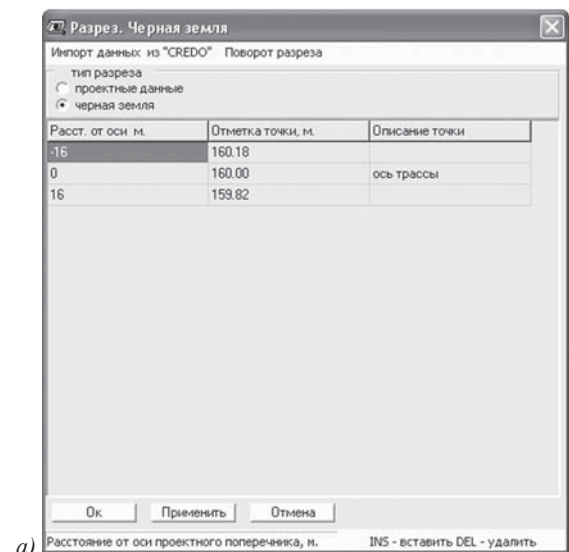 Разрез. Черная земля
Импорт данных из "CREDO" Поворот разреза
тип разреза
проектные данные
черная земля
Расст. от оси м. Отметка точки, м. Описание точки
-16 160.18
0 160.00 ось трассы
16 159.82
Ок Применить Отмена
а) Расстояние от оси проектного поперечника, м. INS - вставить DEL - удалить